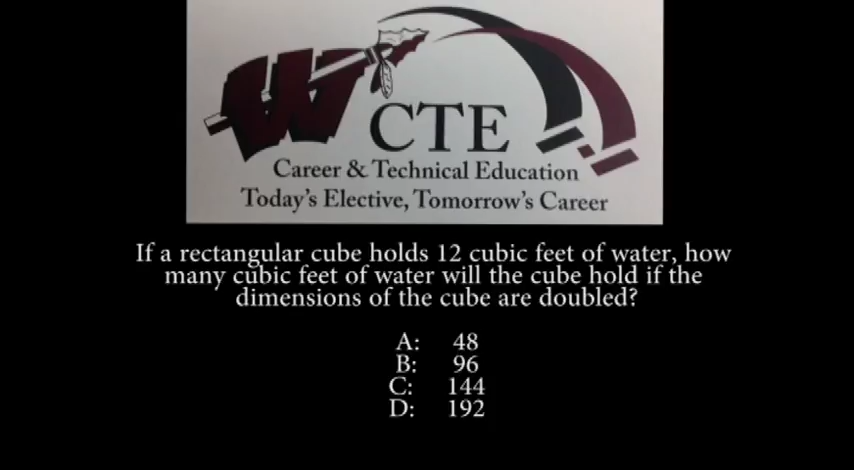 W
CTE
Career & Technical Education
Today's Elective, Tomorrow's Career
If a rectangular cube holds 12 cubic feet of water, how
many cubic feet of water will the cube hold if the
dimensions of the cube are doubled?
A: 48
B: 96
C: 144
D: 192